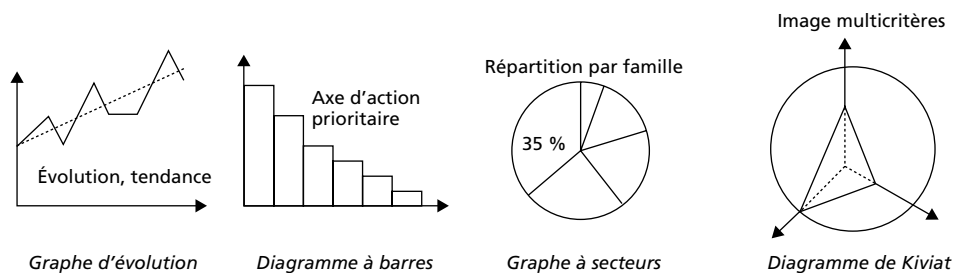 Image multicritères
Répartition par famille
Axe d’action
prioritaire
35 %
Évolution, tendance
Graphe d’évolution
Diagramme à barres
Graphe à secteurs
Diagramme de Kiviat